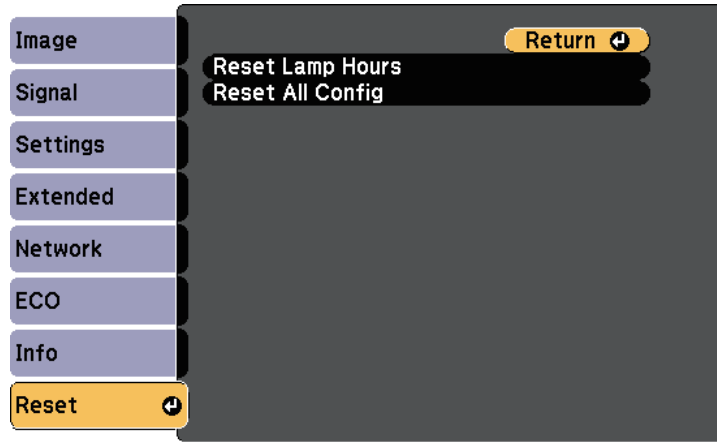 Image
Signal
Settings
Extended
Network
ECO
Info
Reset
Return
Reset Lamp Hours
Reset All Config